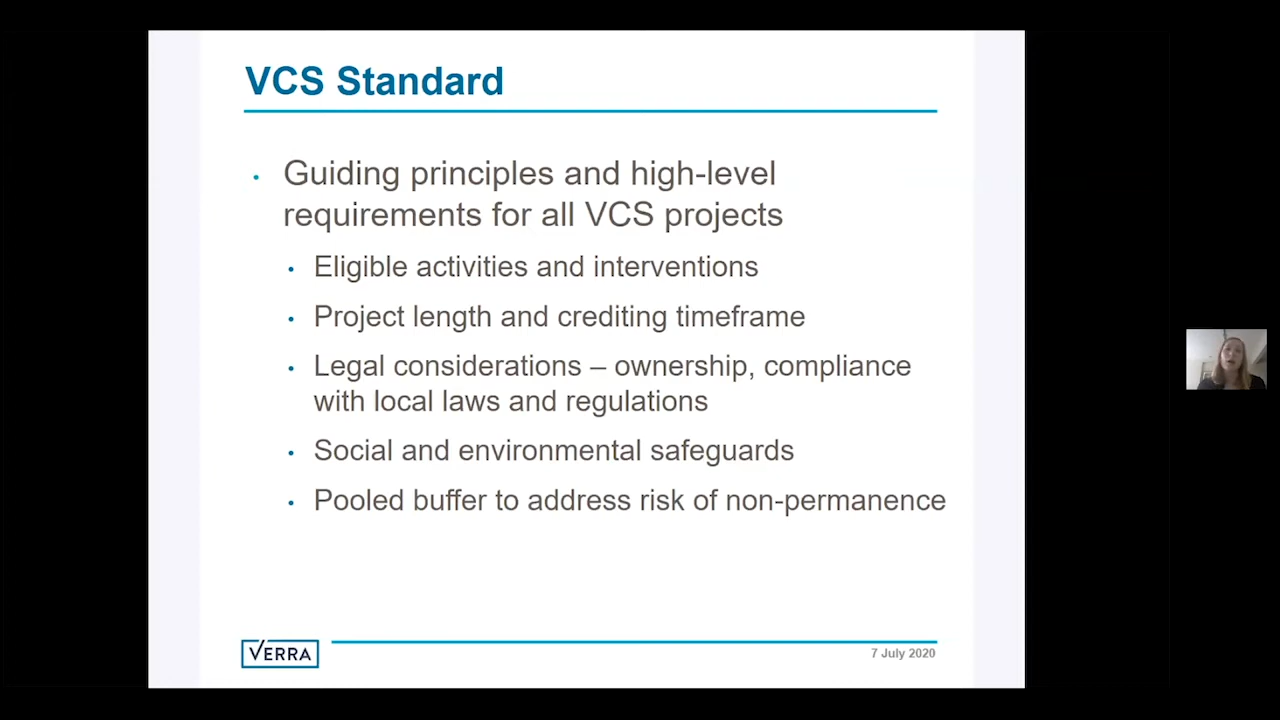 VCS Standard
• Guiding principles and high-level
requirements for all VCS projects
• Eligible activities and interventions
• Project length and crediting timeframe
• Legal considerations – ownership, compliance
with local laws and regulations
• Social and environmental safeguards
• Pooled buffer to address risk of non-permanence
VERRA
7 July 2020